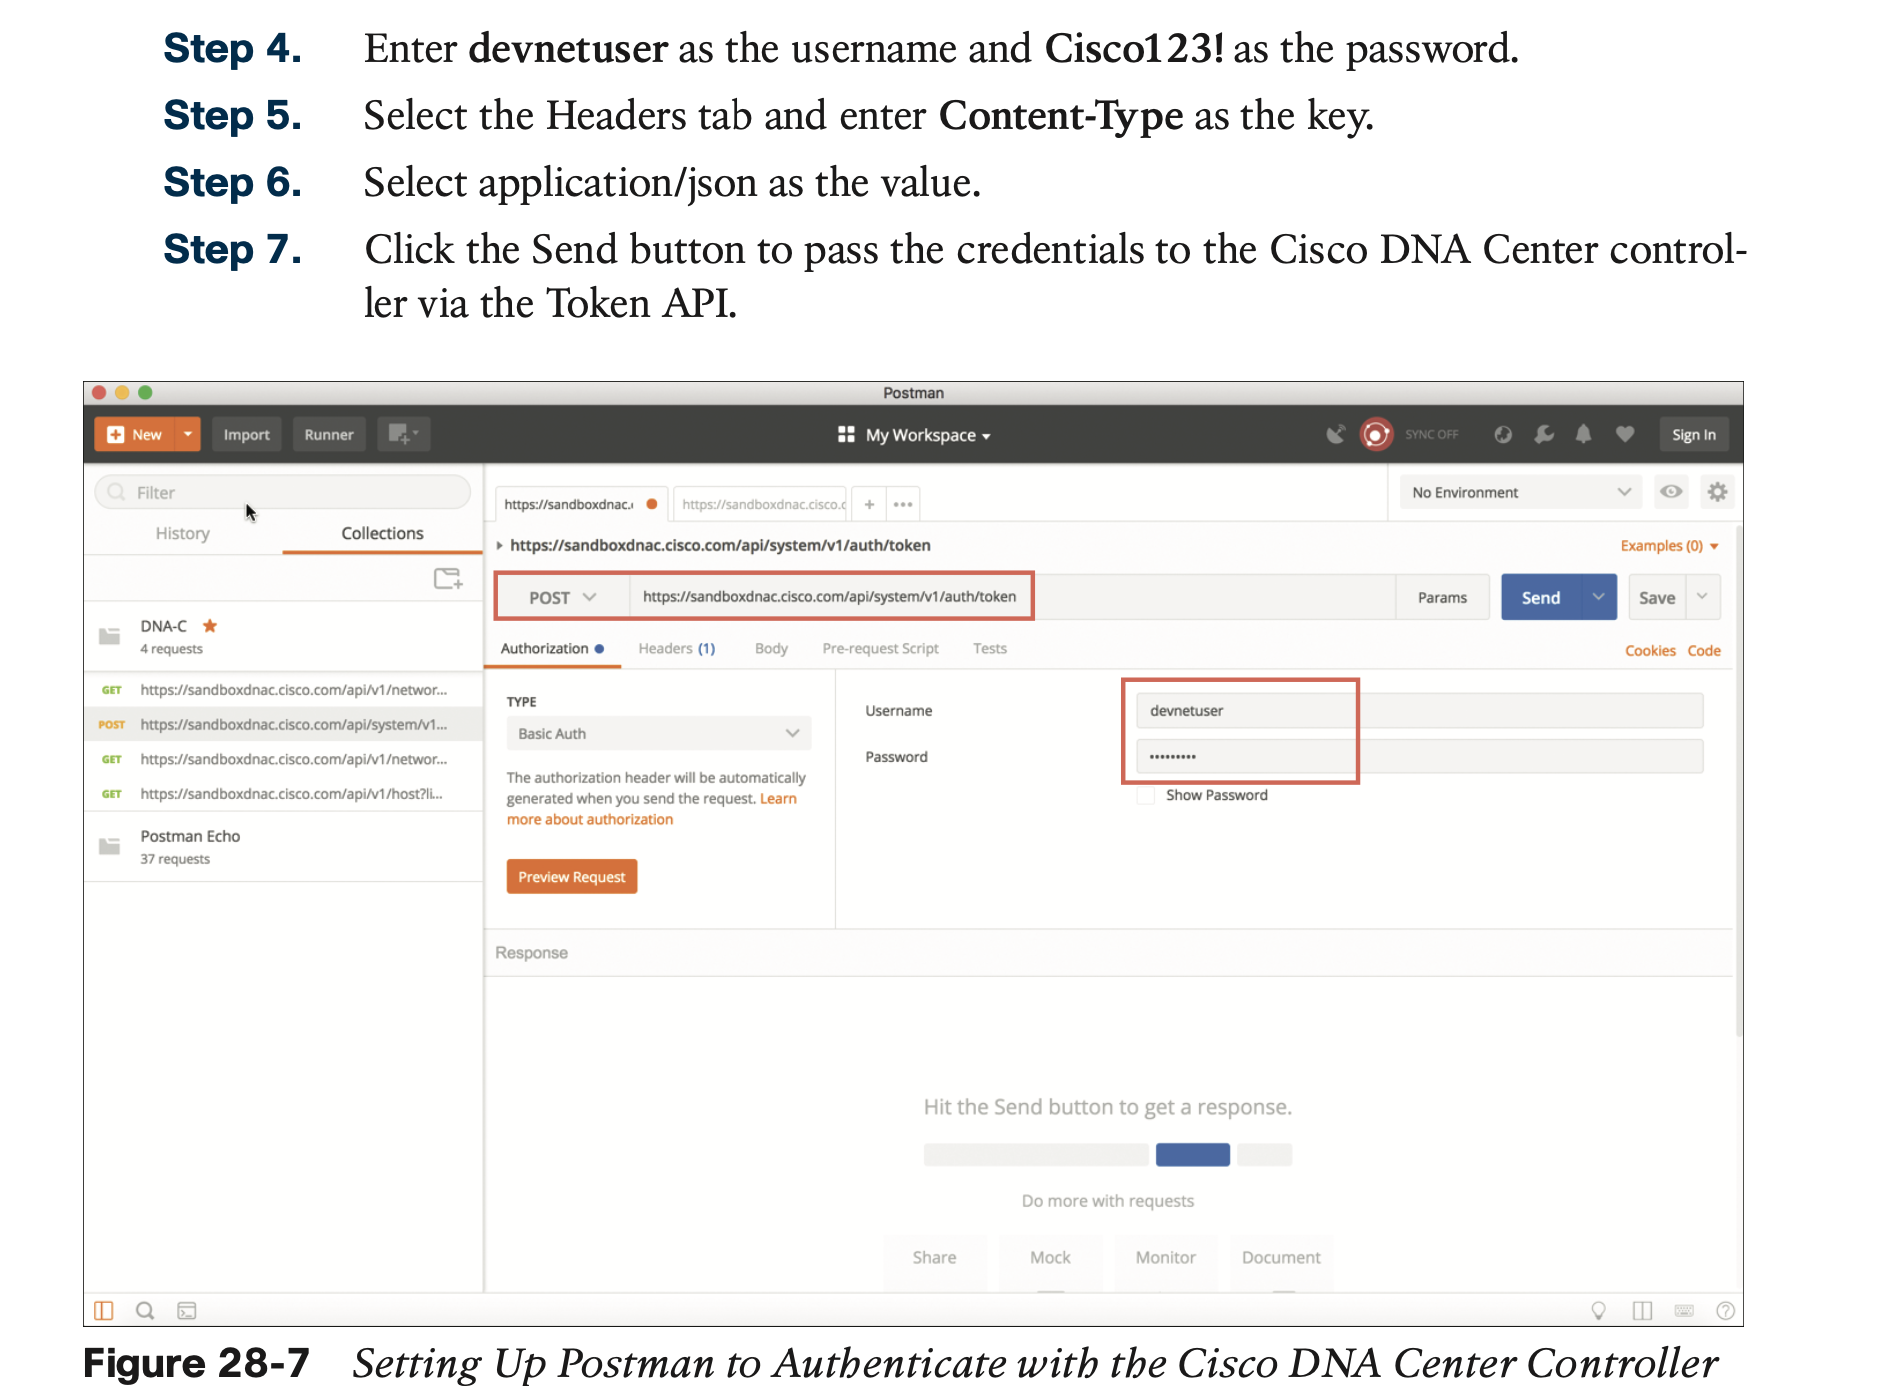 Step 4. Enter devnetuser as the username and Cisco123! as the password.
Step 5. Select the Headers tab and enter Content-Type as the key.
Step 6. Select application/json as the value.
Step 7. Click the Send button to pass the credentials to the Cisco DNA Center control-
ler via the Token API.
Postman
New Import Runner My Workspace SYNC OFF Sign In
Filter
History Collections
https://sandboxdnac. https://sandboxdnac.cisco.c + ••• No Environment
https://sandboxdnac.cisco.com/api/system/v1/auth/token Examples (0)
POST https://sandboxdnac.cisco.com/api/system/v1/auth/token Params Send Save
DNA-C
4 requests
Authorization Headers (1) Body Pre-request Script Tests Cookies Code
GET https://sandboxdnac.cisco.com/api/v1/networ...
POST https://sandboxdnac.cisco.com/api/system/v1...
GET https://sandboxdnac.cisco.com/api/v1/networ...
GET https://sandboxdnac.cisco.com/api/v1/host?li...
Postman Echo
37 requests
TYPE
Basic Auth
The authorization header will be automatically
generated when you send the request. Learn
more about authorization
Preview Request
Username devnetuser
Password •••••••••
Show Password
Response
Hit the Send button to get a response.
Do more with requests
Share Mock Monitor Document
Figure 28-7 Setting Up Postman to Authenticate with the Cisco DNA Center Controller